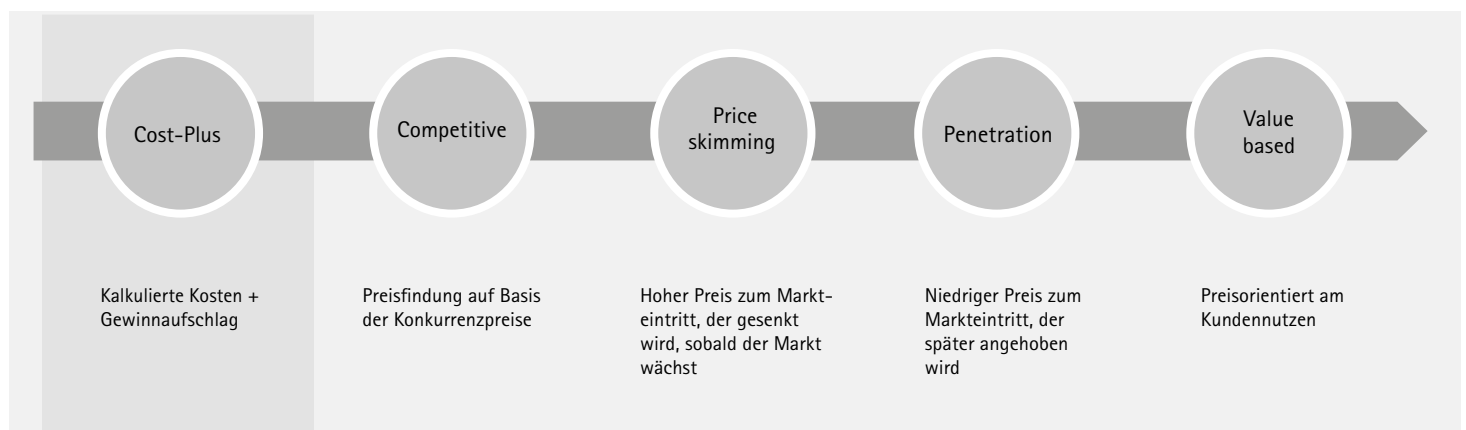 Cost-Plus
Competitive
Price
skimming
Penetration
Value
based
Kalkulierte Kosten +
Gewinnaufschlag
Preisfindung auf Basis
der Konkurrenzpreise
Hoher Preis zum Markt-
eintritt, der gesenkt
wird, sobald der Markt
wächst
Niedriger Preis zum
Markteintritt, der
später angehoben
wird
Preisorientiert am
Kundennutzen